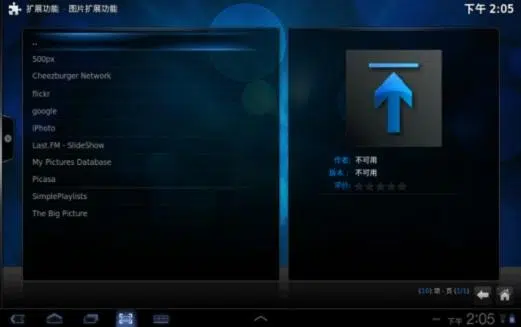 扩展功能 - 图片扩展功能
下午 2:05
..
500px
Cheezburger Network
flickr
google
iPhoto
Last.FM - SlideShow
My Pictures Database
Picasa
SimplePlaylists
The Big Picture
作者: 不可用
版本: 不可用
评价:
(10) 项 - 页 (1/1)
下午 2:05